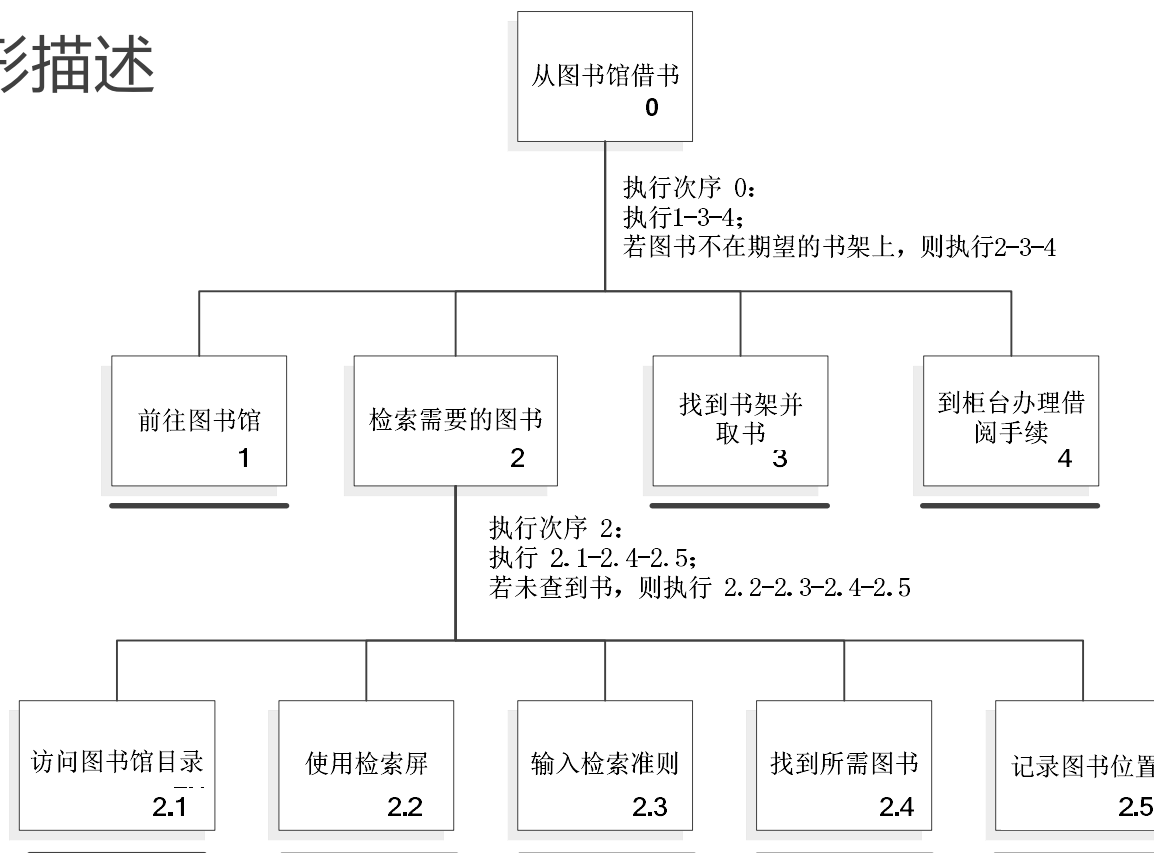 形描述
从图书馆借书
0
执行次序 0:
执行1-3-4;
若图书不在期望的书架上，则执行2-3-4
前往图书馆
1
检索需要的图书
2
找到书架并
取书
3
到柜台办理借
阅手续
4
执行次序 2:
执行 2.1-2.4-2.5;
若未查到书，则执行 2.2-2.3-2.4-2.5
访问图书馆目录
2.1
使用检索屏
2.2
输入检索准则
2.3
找到所需图书
2.4
记录图书位置
2.5